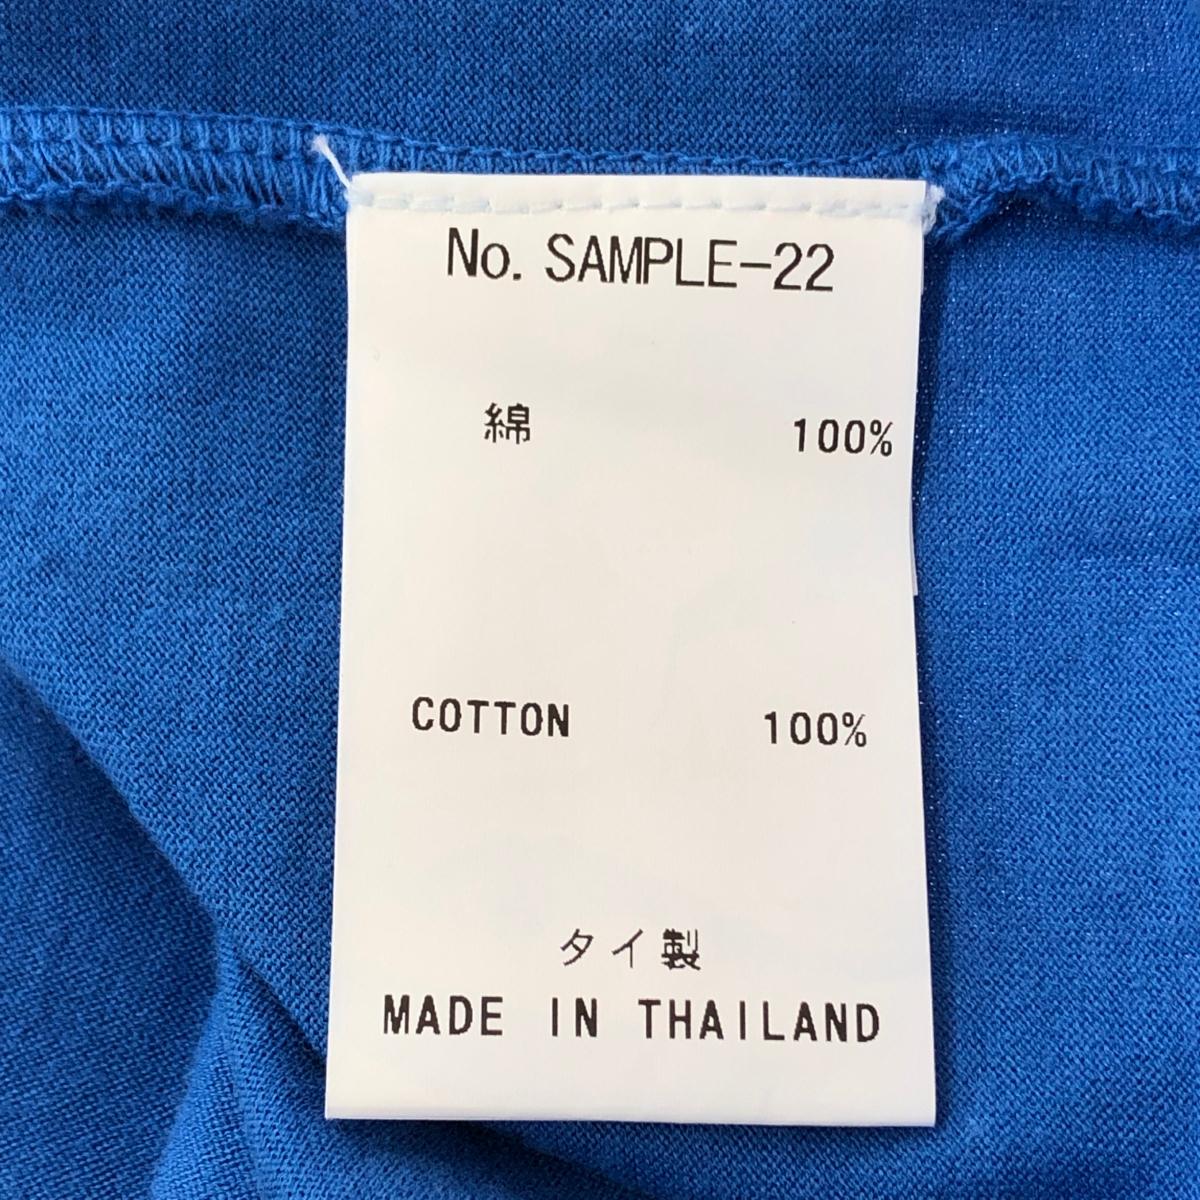 No. SAMPLE-22
綿 100%
COTTON 100%
タイ製
MADE IN THAILAND